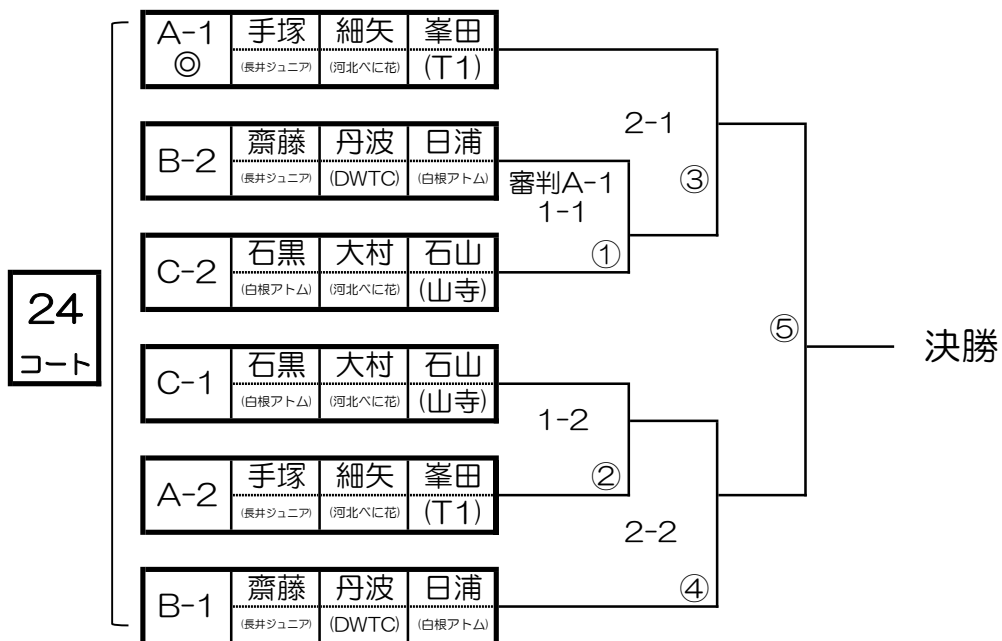 A-1 手塚 細矢 峯田
◎ (長井ジュニア) (河北べに花) (T1)
2-1
B-2 齋藤 丹波 日浦
(長井ジュニア) (DWTC) (白根アトム)
審判A-1
1-1
③
①
C-2 石黒 大村 石山
(白根アトム) (河北べに花) (山寺)
24
コート
⑤
決勝
C-1 石黒 大村 石山
(白根アトム) (河北べに花) (山寺)
1-2
②
A-2 手塚 細矢 峯田
(長井ジュニア) (河北べに花) (T1)
2-2
④
B-1 齋藤 丹波 日浦
(長井ジュニア) (DWTC) (白根アトム)